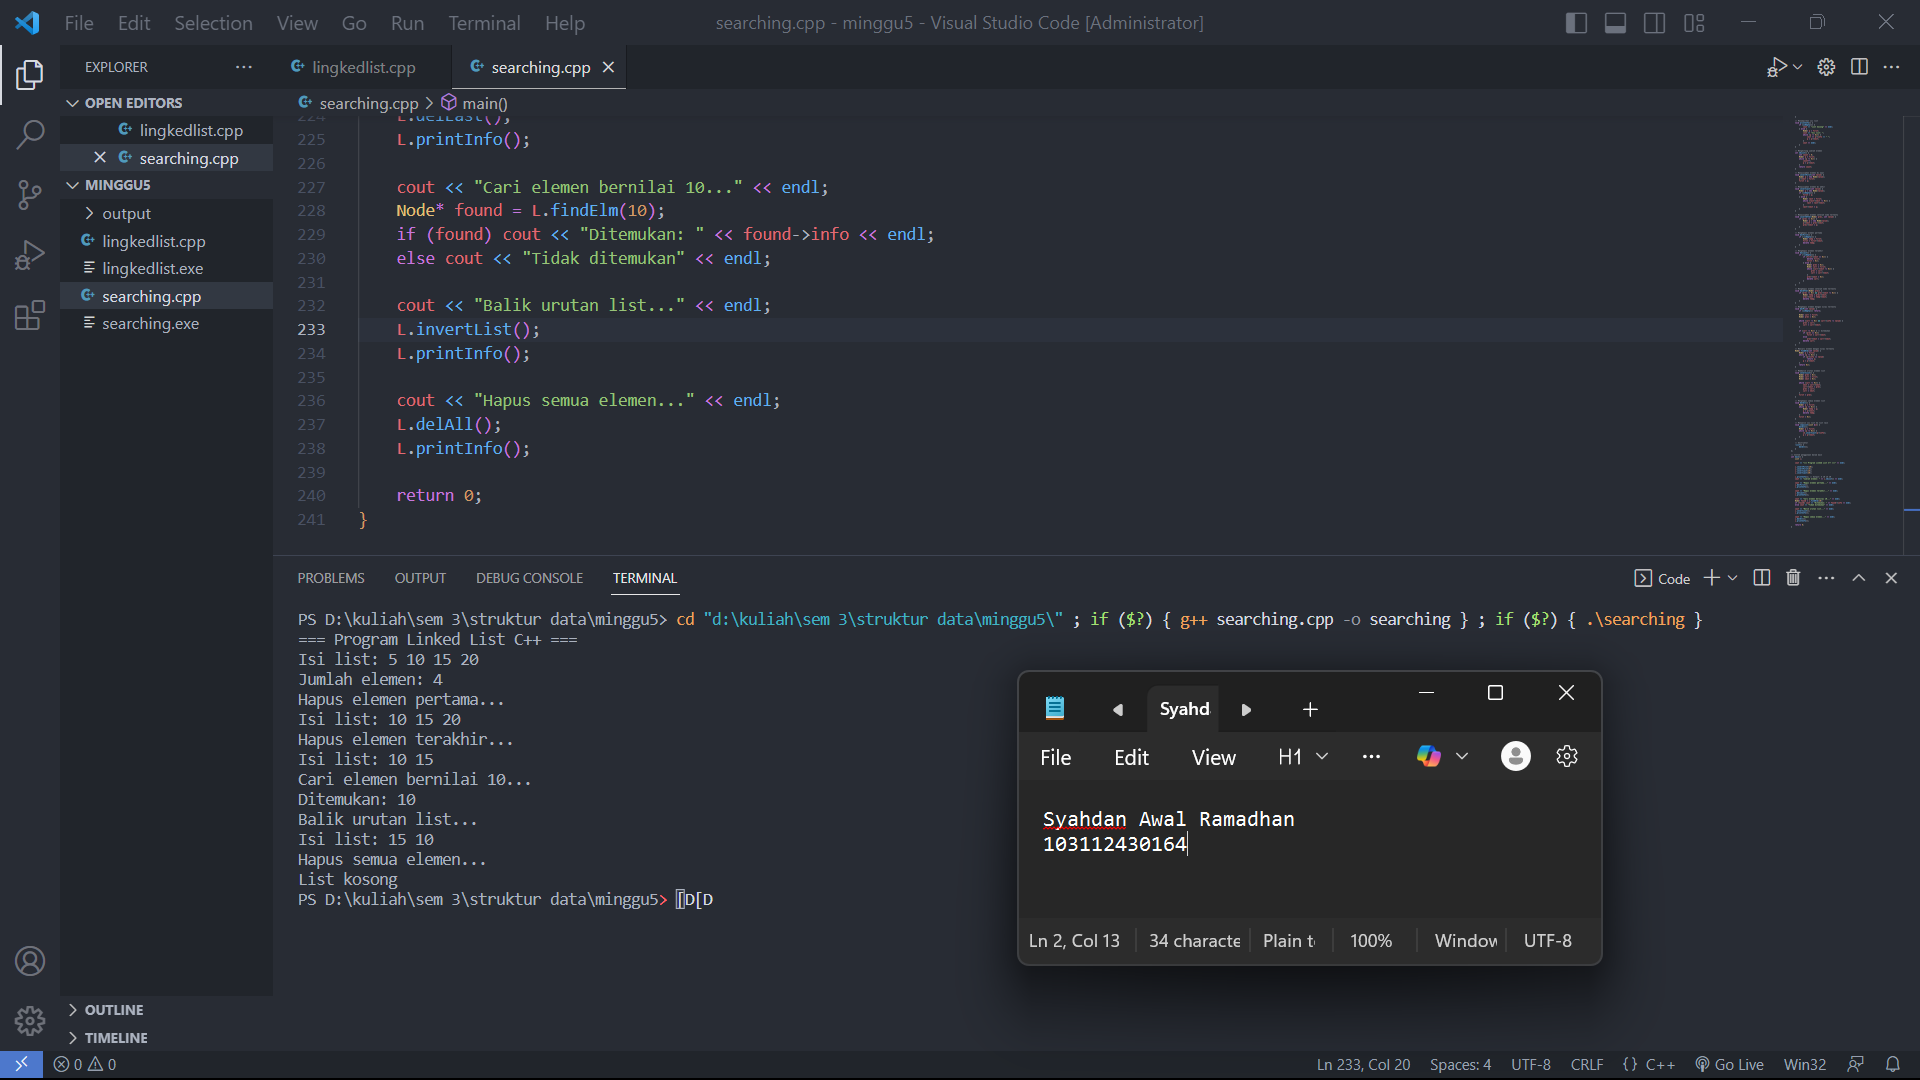 File Edit Selection View Go Run Terminal Help
searching.cpp - minggu5 - Visual Studio Code [Administrator]
EXPLORER
lingkedlist.cpp
searching.cpp
OPEN EDITORS
lingkedlist.cpp
searching.cpp
MINGGU5
output
lingkedlist.cpp
lingkedlist.exe
searching.cpp
searching.exe
OUTLINE
TIMELINE
searching.cpp > main()
224 L.delLast();
225 L.printInfo();
226
227 cout << "Cari elemen bernilai 10..." << endl;
228 Node* found = L.findElm(10);
229 if (found) cout << "Ditemukan: " << found->info << endl;
230 else cout << "Tidak ditemukan" << endl;
231
232 cout << "Balik urutan list..." << endl;
233 L.invertList();
234 L.printInfo();
235
236 cout << "Hapus semua elemen..." << endl;
237 L.delAll();
238 L.printInfo();
239
240 return 0;
241 }
PROBLEMS OUTPUT DEBUG CONSOLE TERMINAL
Code
PS D:\kuliah\sem 3\struktur data\minggu5> cd "d:\kuliah\sem 3\struktur data\minggu5\" ; if ($?) { g++ searching.cpp -o searching } ; if ($?) { .\searching }
=== Program Linked List C++ ===
Isi list: 5 10 15 20
Jumlah elemen: 4
Hapus elemen pertama...
Isi list: 10 15 20
Hapus elemen terakhir...
Isi list: 10 15
Cari elemen bernilai 10...
Ditemukan: 10
Balik urutan list...
Isi list: 15 10
Hapus semua elemen...
List kosong
PS D:\kuliah\sem 3\struktur data\minggu5> [D[D
Syahd
File Edit View H1
Syahdan Awal Ramadhan
103112430164
Ln 2, Col 13 34 characte Plain t 100% Window UTF-8
0 0
Ln 233, Col 20 Spaces: 4 UTF-8 CRLF {} C++ Go Live Win32